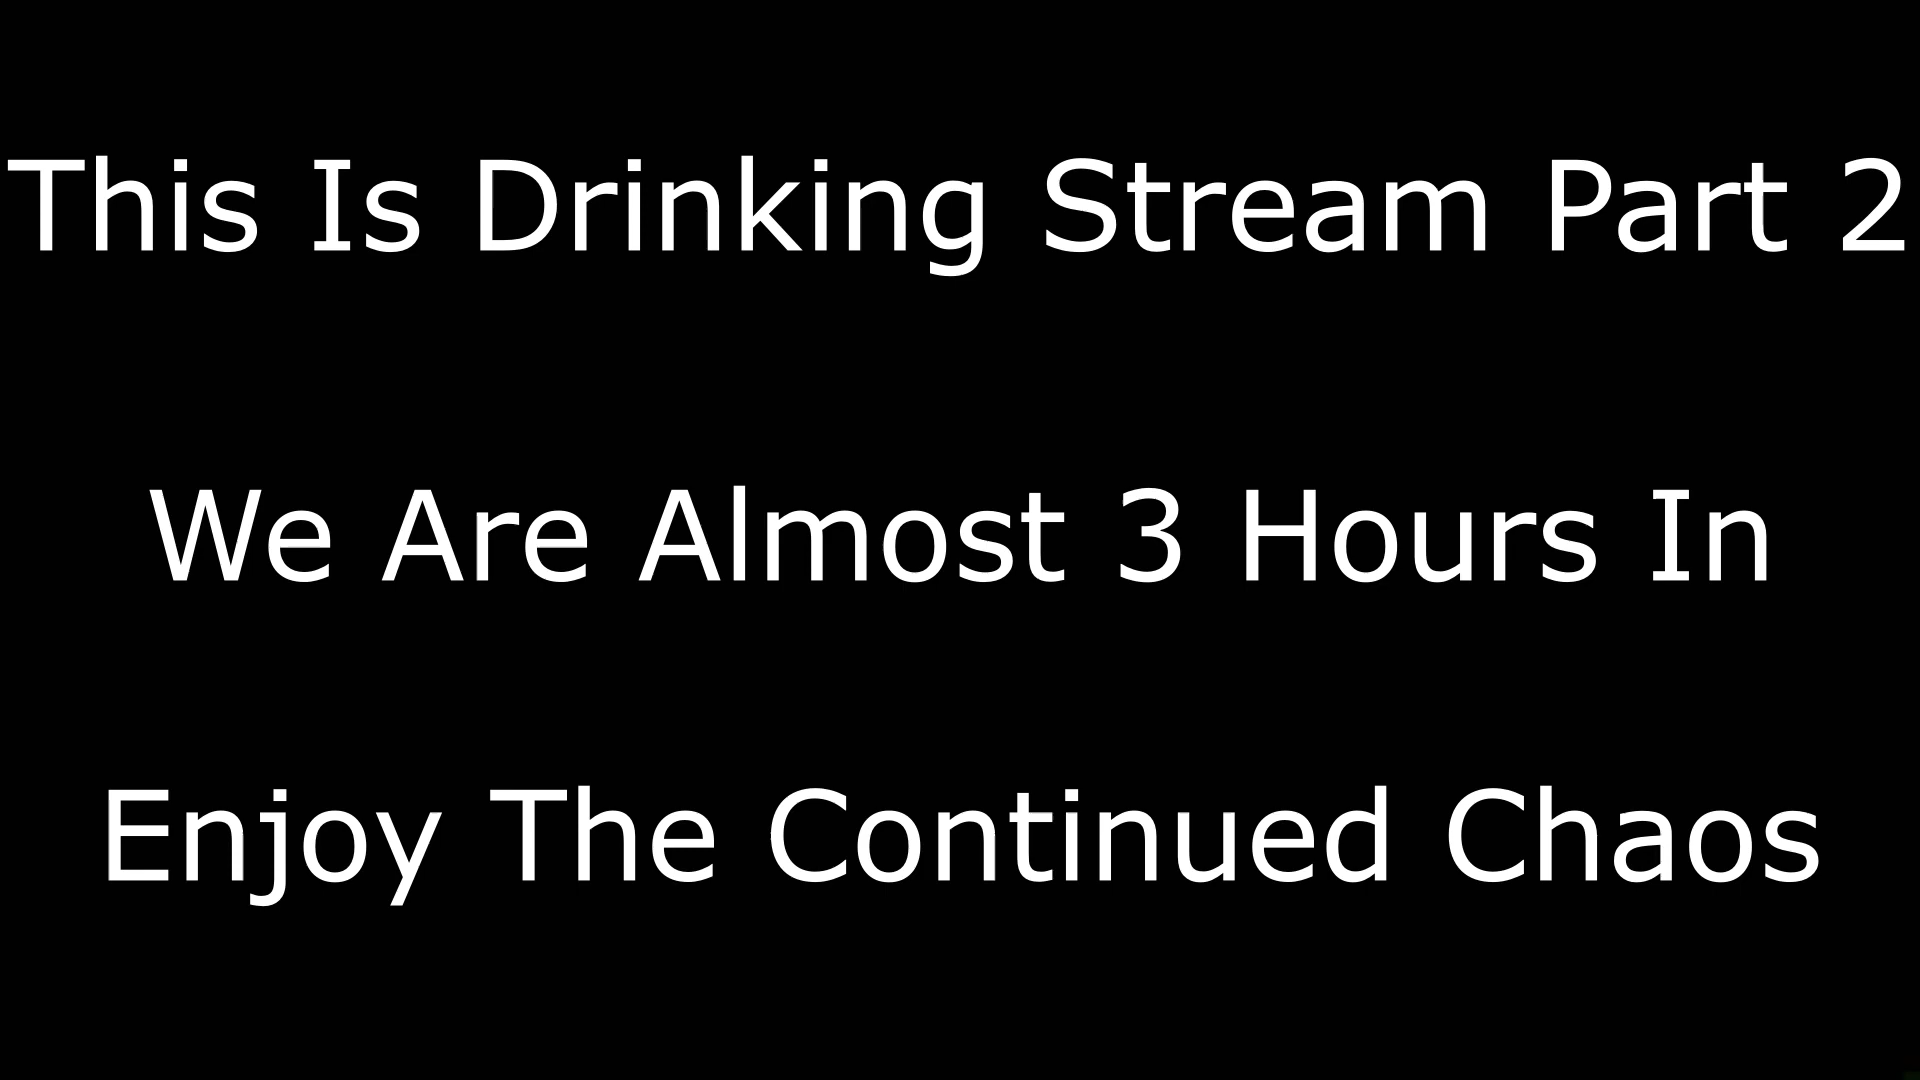 This Is Drinking Stream Part 2
We Are Almost 3 Hours In
Enjoy The Continued Chaos